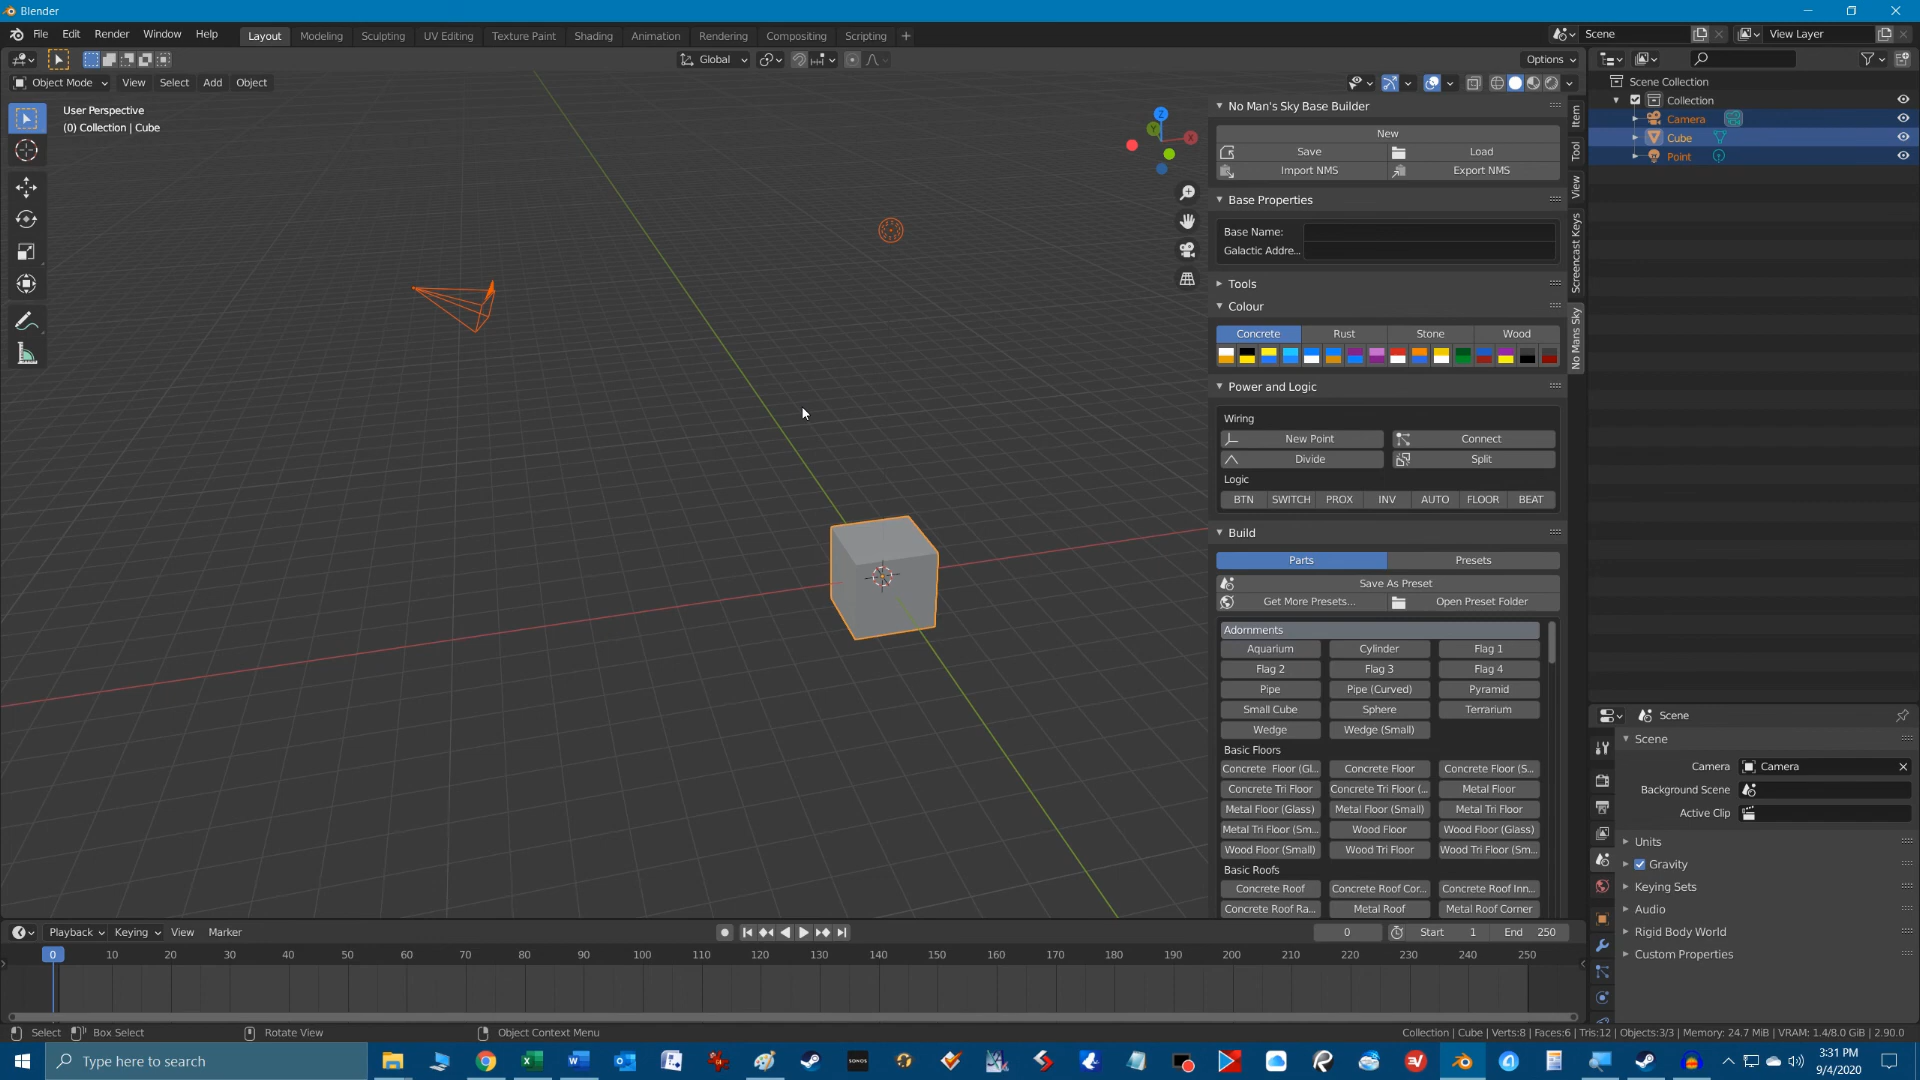 Blender
File Edit Render Window Help Layout Modeling Sculpting UV Editing Texture Paint Shading Animation Rendering Compositing Scripting + Scene View Layer
Global Options
Object Mode View Select Add Object
User Perspective
(0) Collection | Cube
Z
Y
X
No Man's Sky Base Builder
New
Save Load
Import NMS Export NMS
Base Properties
Base Name:
Galactic Addre...
Tools
Colour
Concrete Rust Stone Wood
Power and Logic
Wiring
New Point Connect
Divide Split
Logic
BTN SWITCH PROX INV AUTO FLOOR BEAT
Build
Parts Presets
Save As Preset
Get More Presets... Open Preset Folder
Adornments
Aquarium Cylinder Flag 1
Flag 2 Flag 3 Flag 4
Pipe Pipe (Curved) Pyramid
Small Cube Sphere Terrarium
Wedge Wedge (Small)
Basic Floors
Concrete Floor (Gl... Concrete Floor Concrete Floor (S...
Concrete Tri Floor Concrete Tri Floor (... Metal Floor
Metal Floor (Glass) Metal Floor (Small) Metal Tri Floor
Metal Tri Floor (Sm... Wood Floor Wood Floor (Glass)
Wood Floor (Small) Wood Tri Floor Wood Tri Floor (Sm...
Basic Roofs
Concrete Roof Concrete Roof Cor... Concrete Roof Inn...
Concrete Roof Ra... Metal Roof Metal Roof Corner
Item
Tool
View
Screencast Keys
No Mans Sky
Scene Collection
Collection
Camera
Cube
Point
Scene
Scene
Camera Camera
Background Scene
Active Clip
Units
Gravity
Keying Sets
Audio
Rigid Body World
Custom Properties
Playback Keying View Marker 0 Start 1 End 250
0 10 20 30 40 50 60 70 80 90 100 110 120 130 140 150 160 170 180 190 200 210 220 230 240 250
Select Box Select Rotate View Object Context Menu Collection | Cube | Verts:8 | Faces:6 | Tris:12 | Objects:3/3 | Memory: 24.7 MiB | VRAM: 1.4/8.0 GiB | 2.90.0
Type here to search
SONOS
3:31 PM
9/4/2020